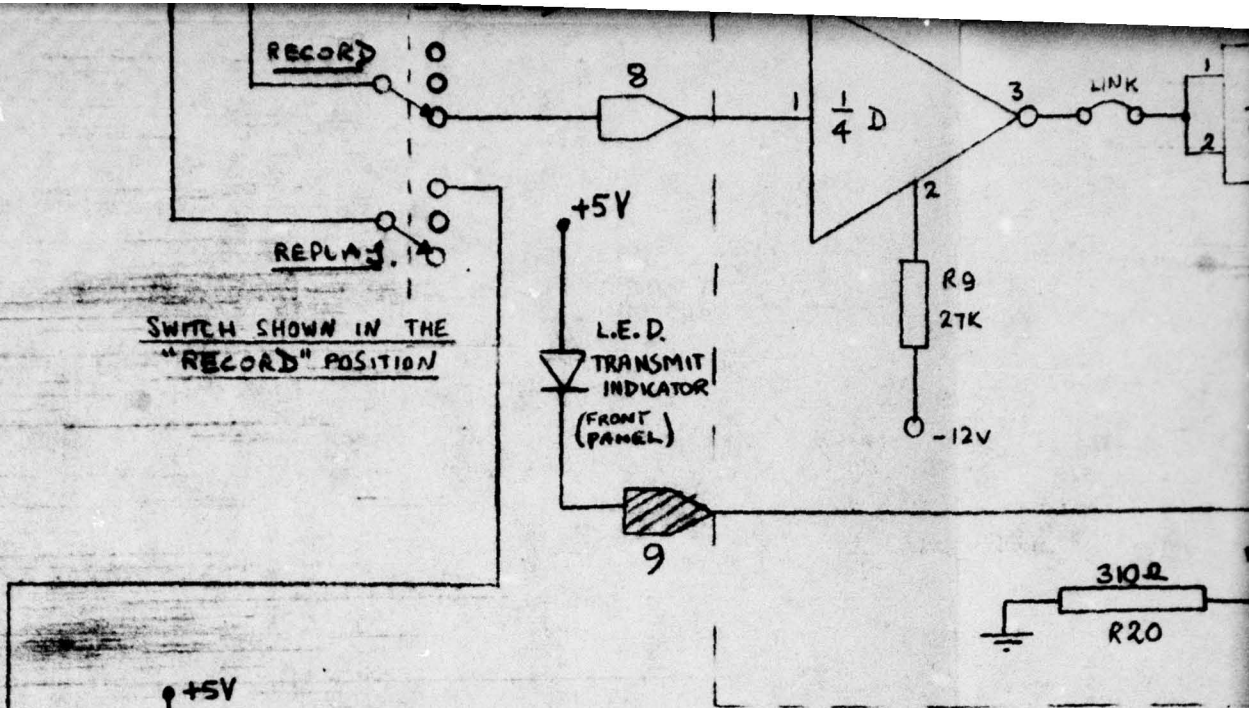 RECORD
8
1
1/4 D
3
LINK
1
2
2
+5V
REPLAY.
R9
27K
SWITCH SHOWN IN THE
"RECORD" POSITION
L.E.D.
TRANSMIT
INDICATOR
(FRONT
PANEL)
-12V
9
310Ω
R20
+5V